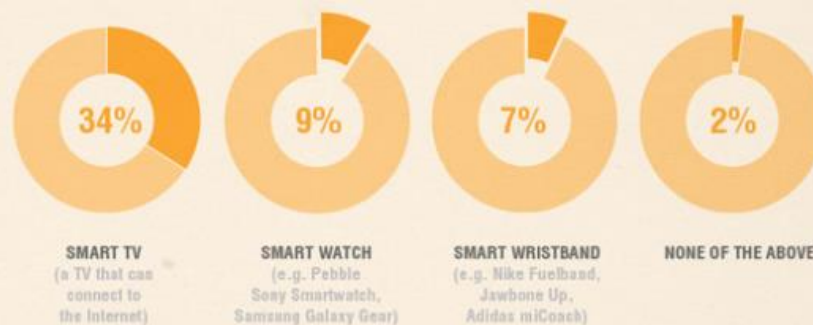 34%
9%
7%
2%
SMART TV
(a TV that can
connect to
the Internet)
SMART WATCH
(e.g. Pebble
Sony Smartwatch,
Samsung Galaxy Gear)
SMART WRISTBAND
(e.g. Nike Fuelband,
Jawbone Up,
Adidas miCoach)
NONE OF THE ABOVE